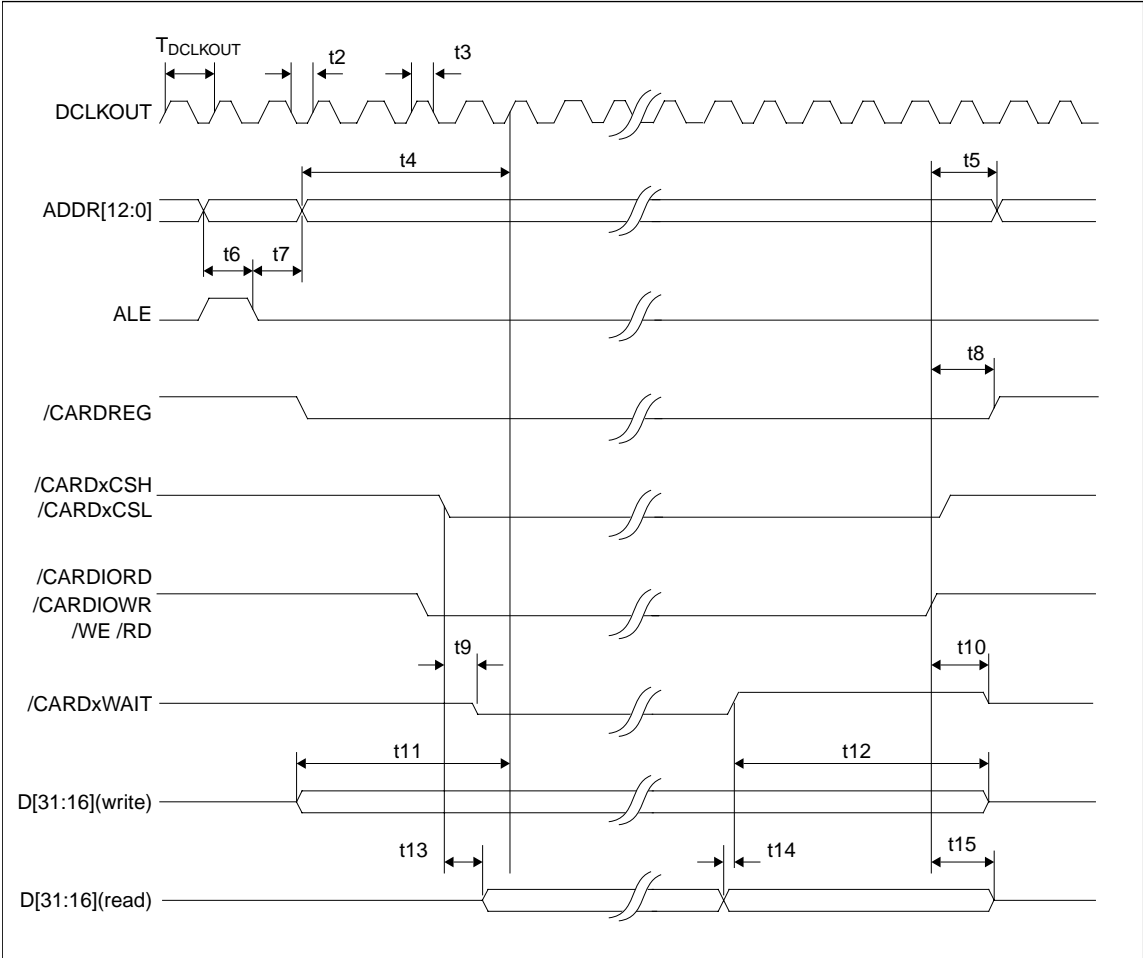 TDCLKOUT
t2
t3
DCLKOUT
t4
t5
ADDR[12:0]
t6
t7
ALE
t8
/CARDREG
/CARDxCSH
/CARDxCSL
/CARDIORD
/CARDIOWR
/WE /RD
t9
t10
/CARDxWAIT
t11
t12
D[31:16](write)
t13
t14
t15
D[31:16](read)